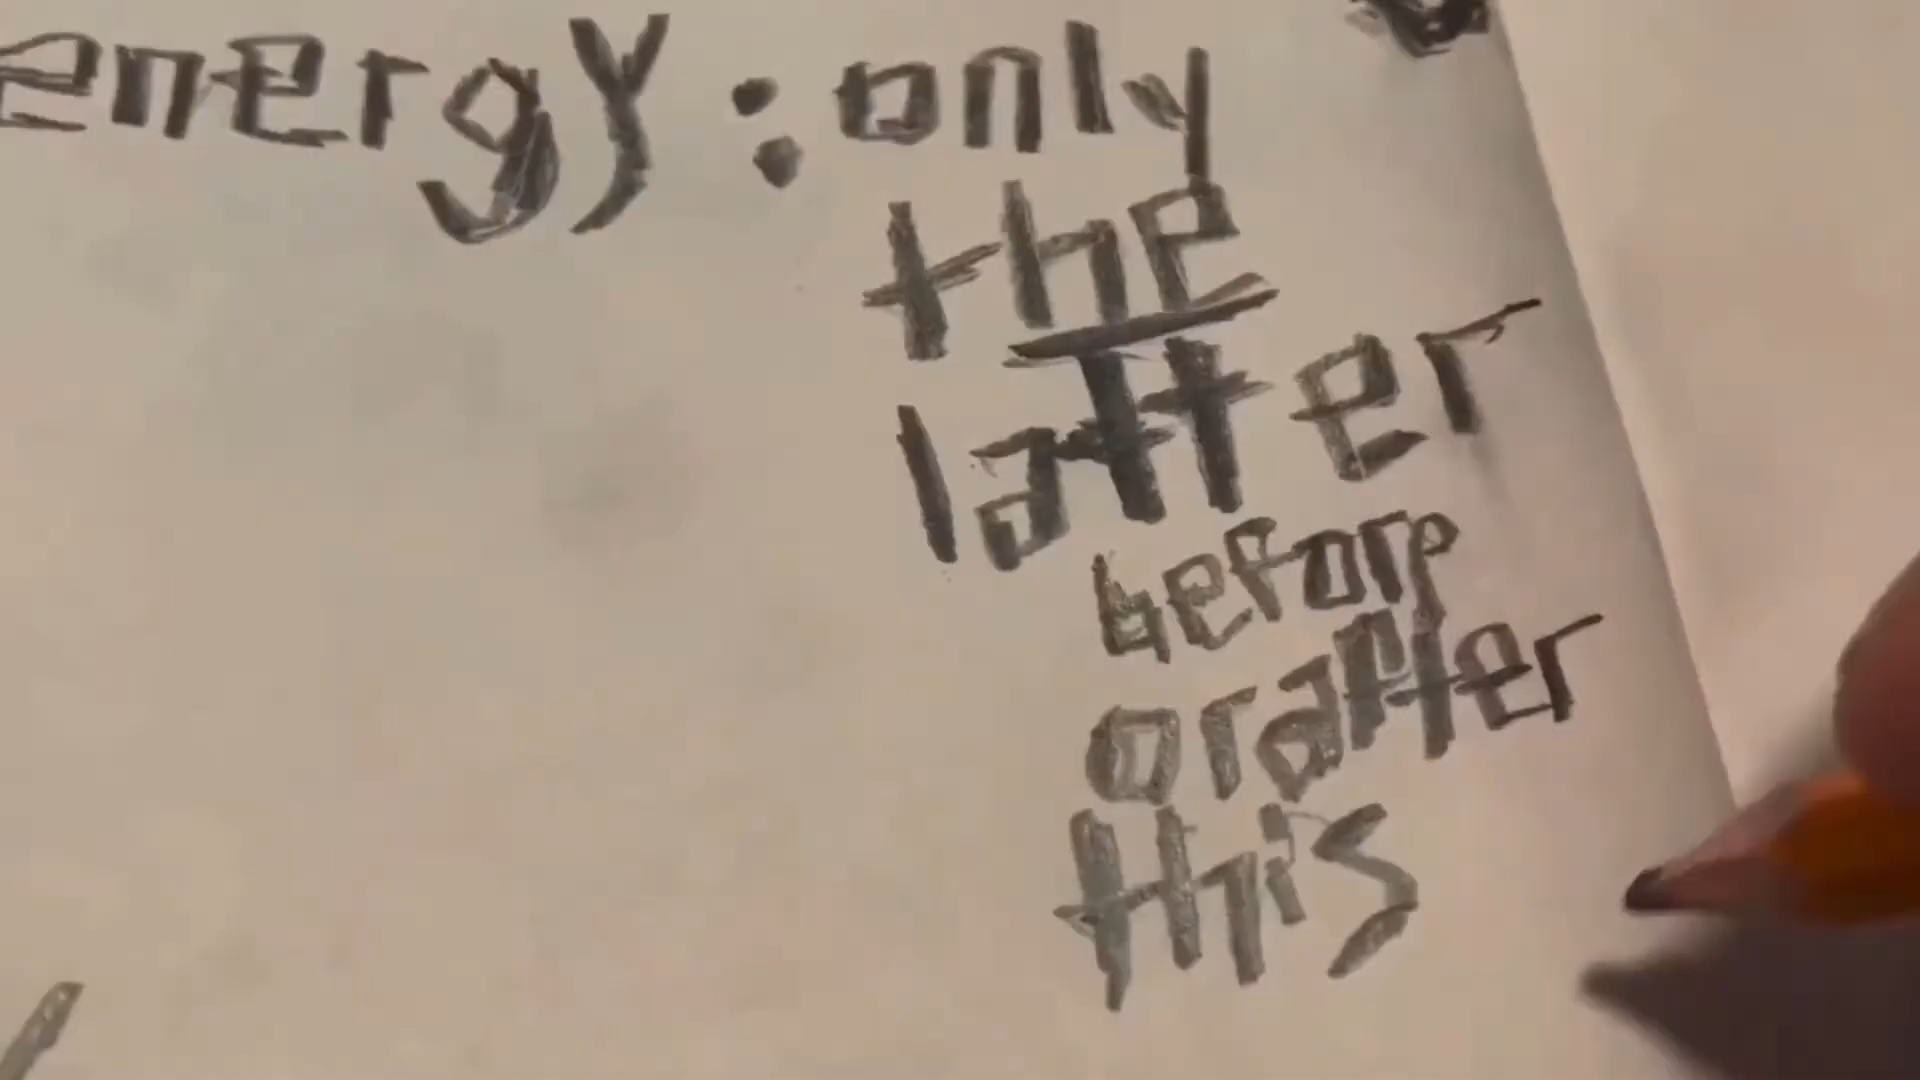 energy: only
the
latter
before
or after
this